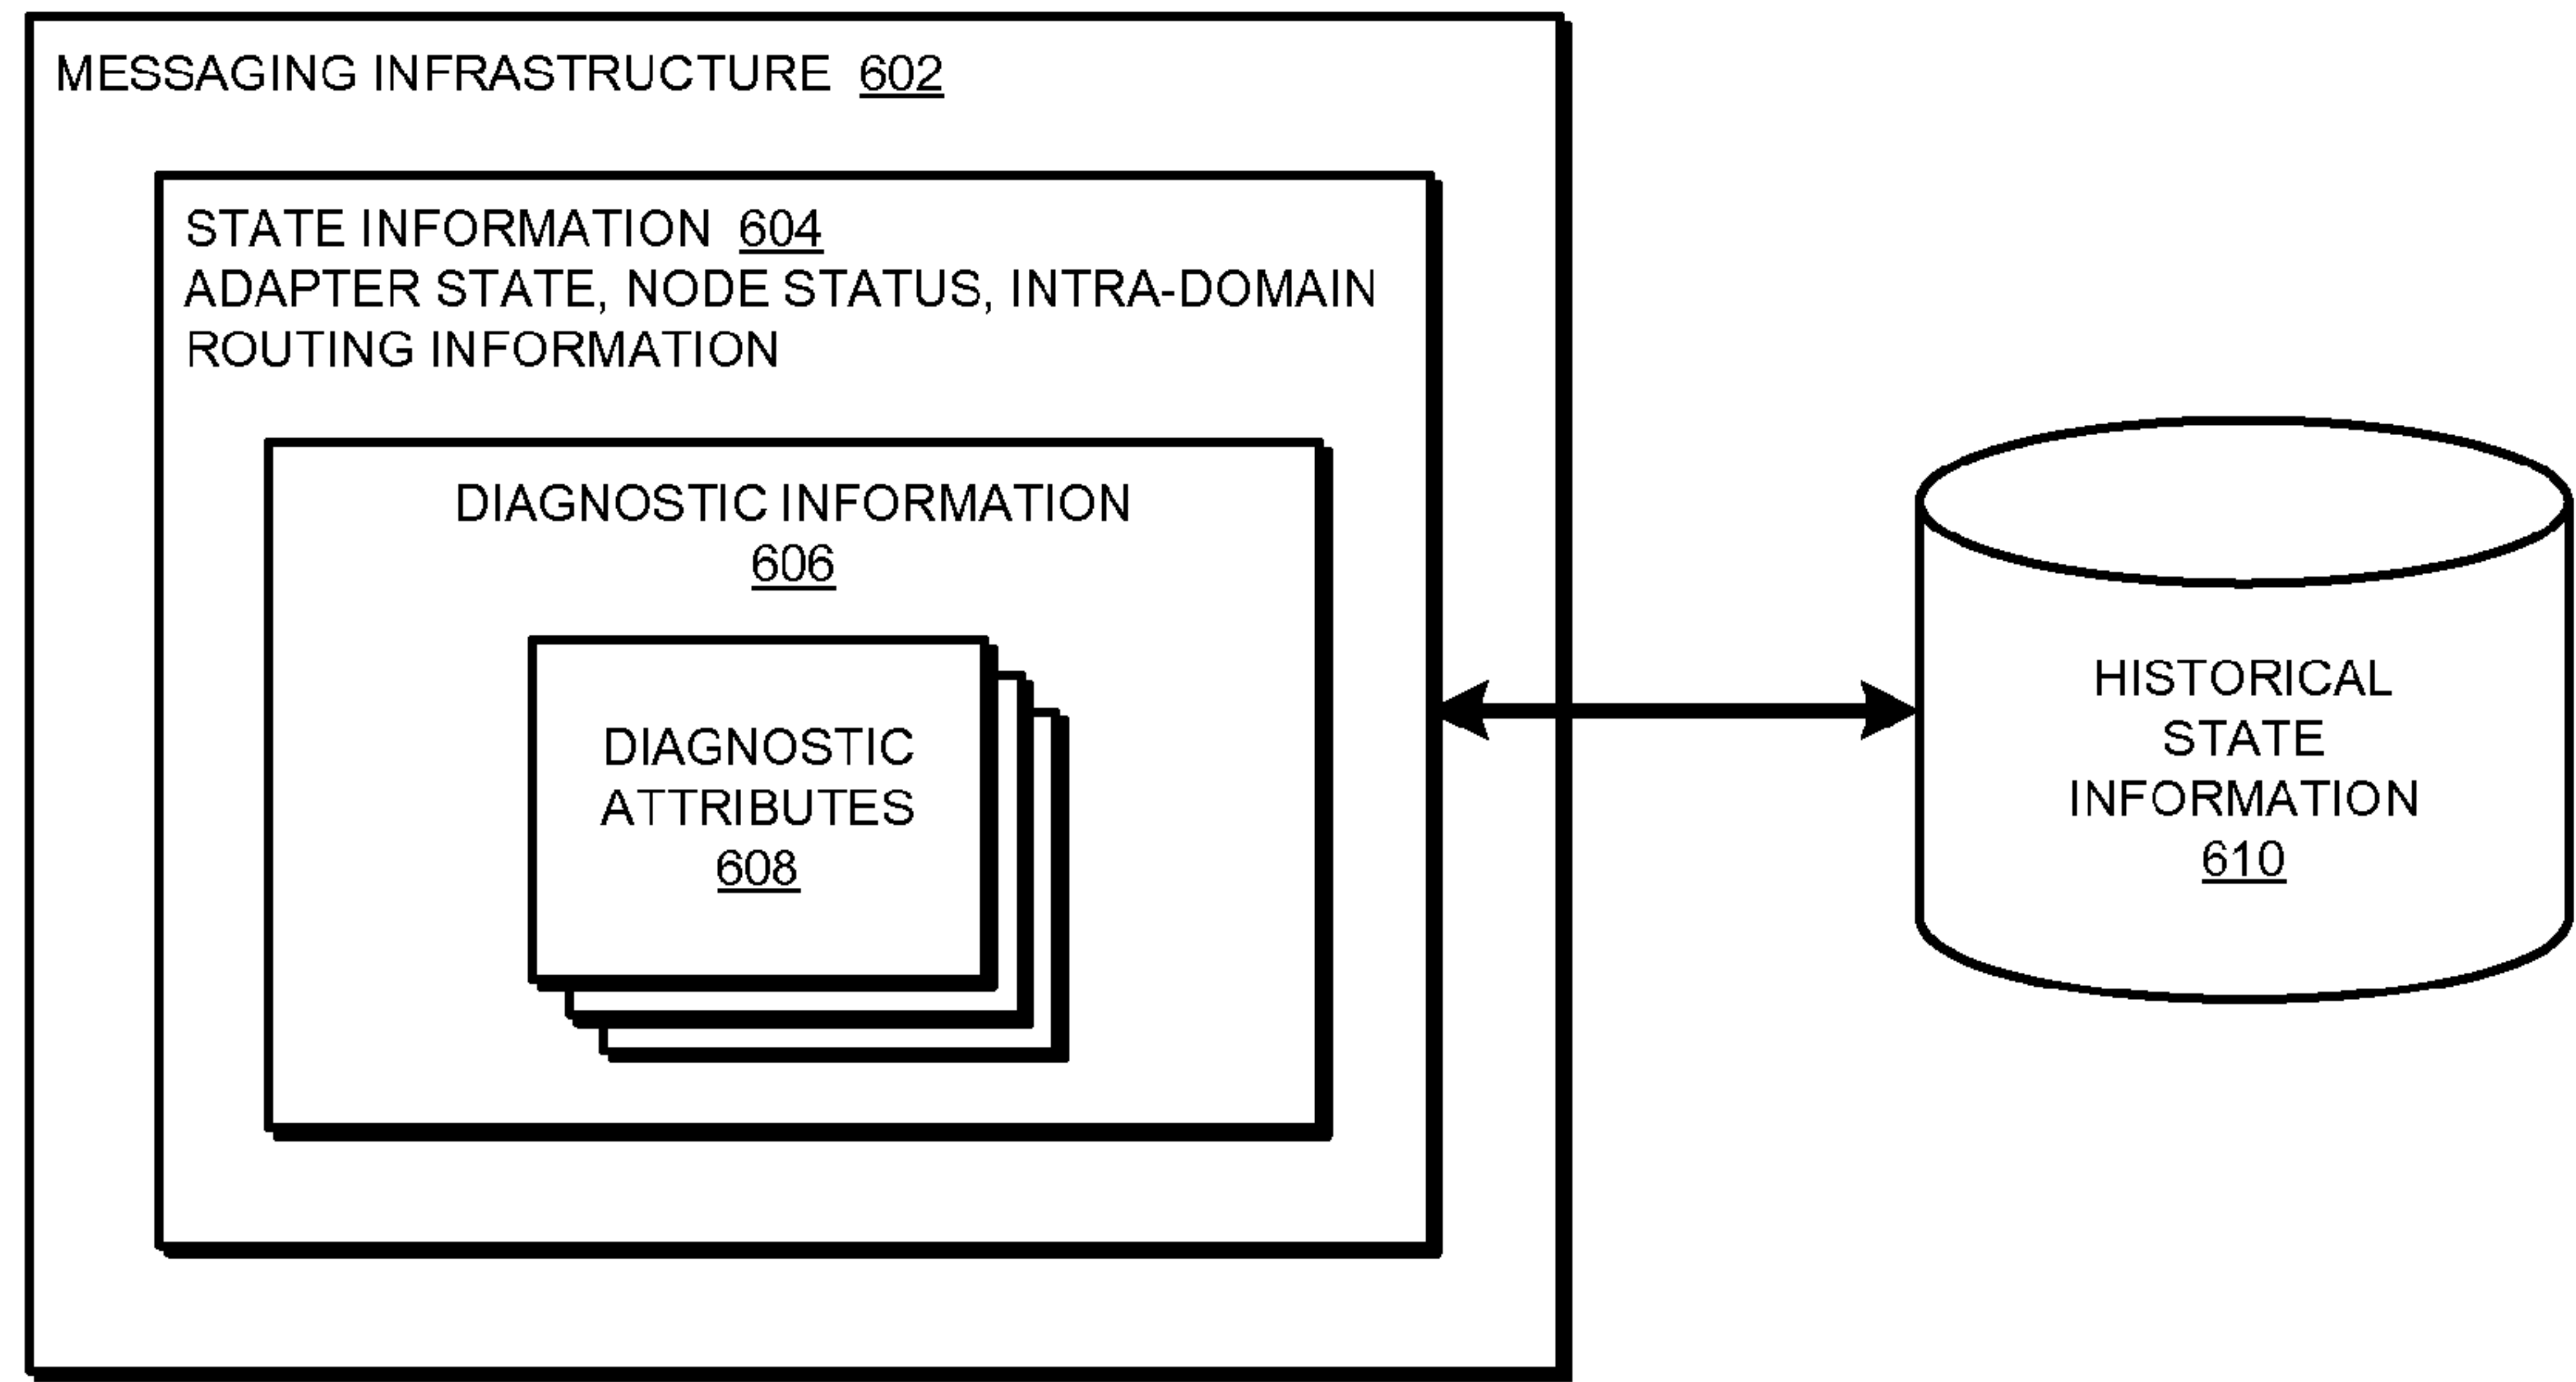 MESSAGING INFRASTRUCTURE 602
STATE INFORMATION 604
ADAPTER STATE, NODE STATUS, INTRA-DOMAIN
ROUTING INFORMATION
DIAGNOSTIC INFORMATION
606
DIAGNOSTIC
ATTRIBUTES
608
HISTORICAL
STATE
INFORMATION
610